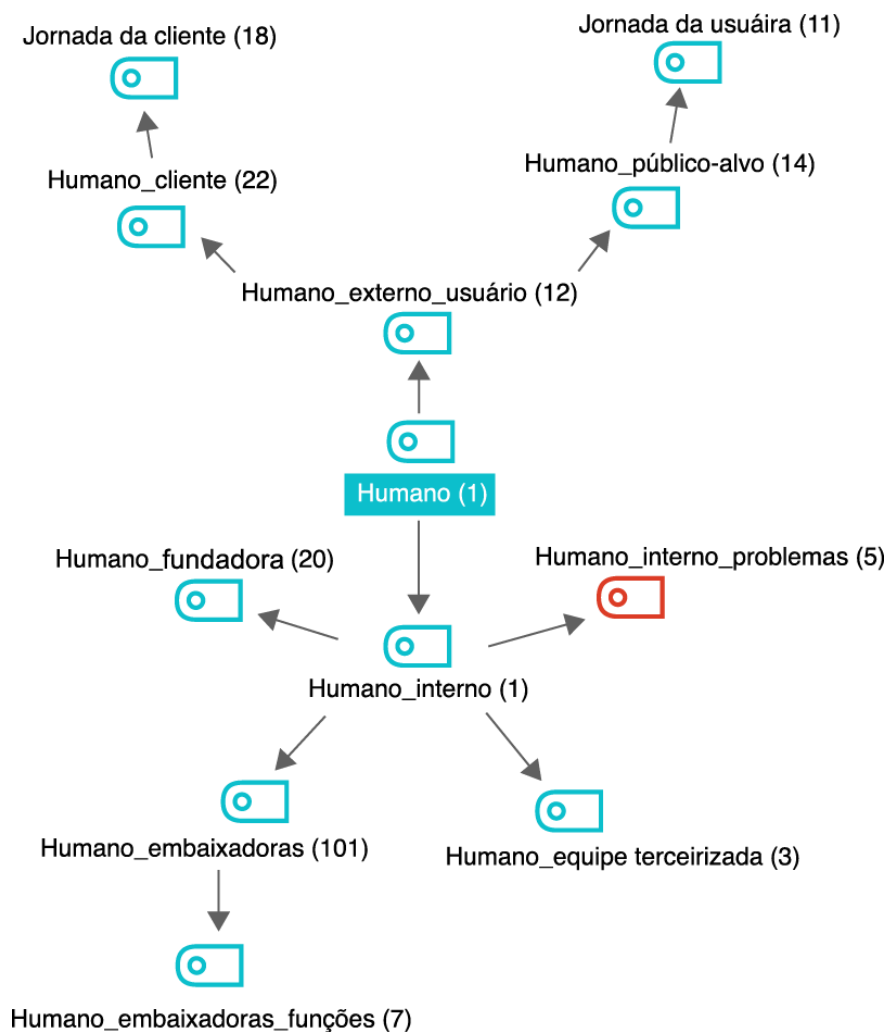 Jornada da cliente (18)
Jornada da usuáira (11)
Humano_cliente (22)
Humano_público-alvo (14)
Humano_externo_usuário (12)
Humano (1)
Humano_fundadora (20)
Humano_interno_problemas (5)
Humano_interno (1)
Humano_embaixadoras (101)
Humano_equipe terceirizada (3)
Humano_embaixadoras_funções (7)